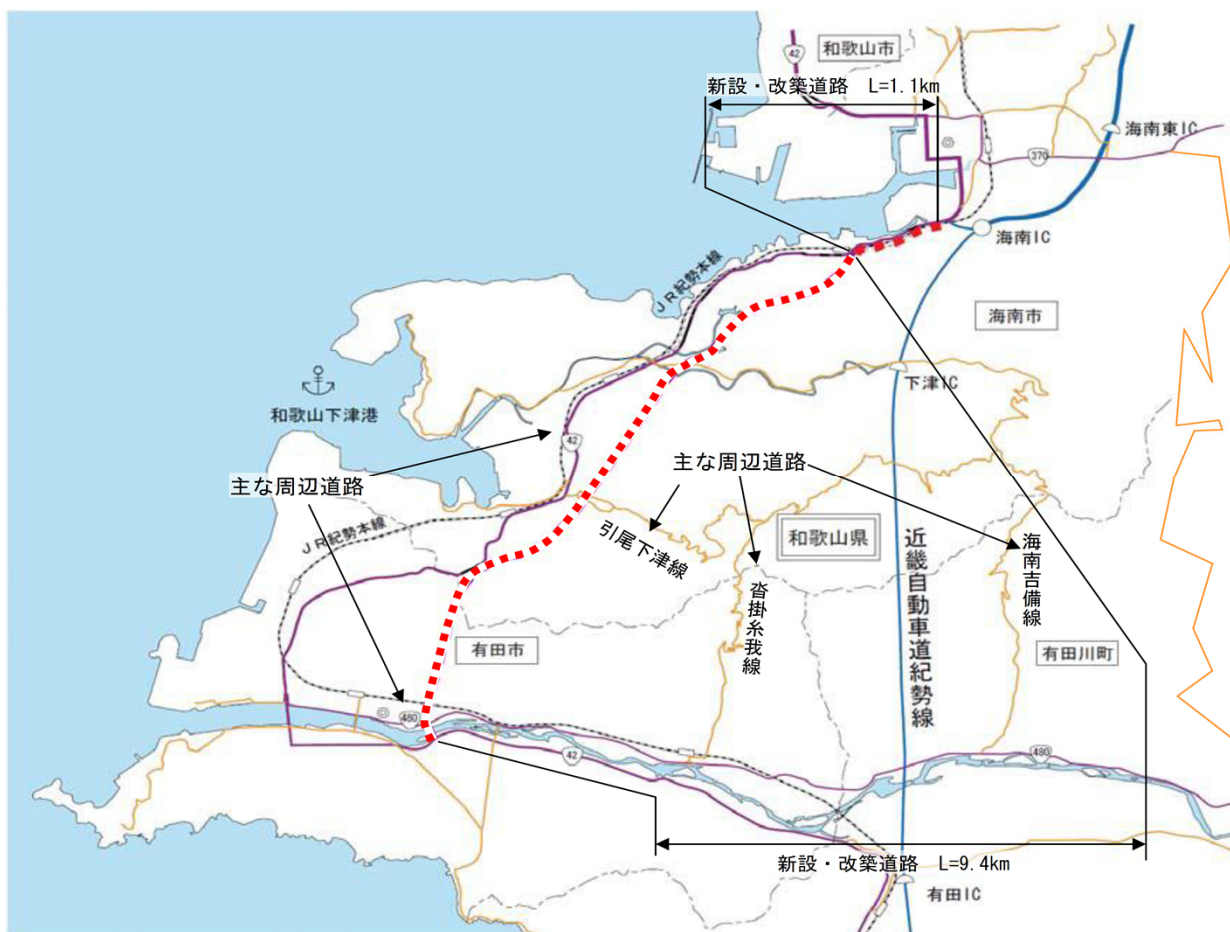 42
和歌山市
新設・改築道路　L=1.1km
海南東IC
370
海南IC
JR紀勢本線
海南市
下津IC
和歌山下津港
42
主な周辺道路
主な周辺道路
JR紀勢本線
引尾下津線
和歌山県
沓掛糸我線
近畿自動車道紀勢線
海南吉備線
有田市
有田川町
480
42
480
新設・改築道路　L=9.4km
有田IC